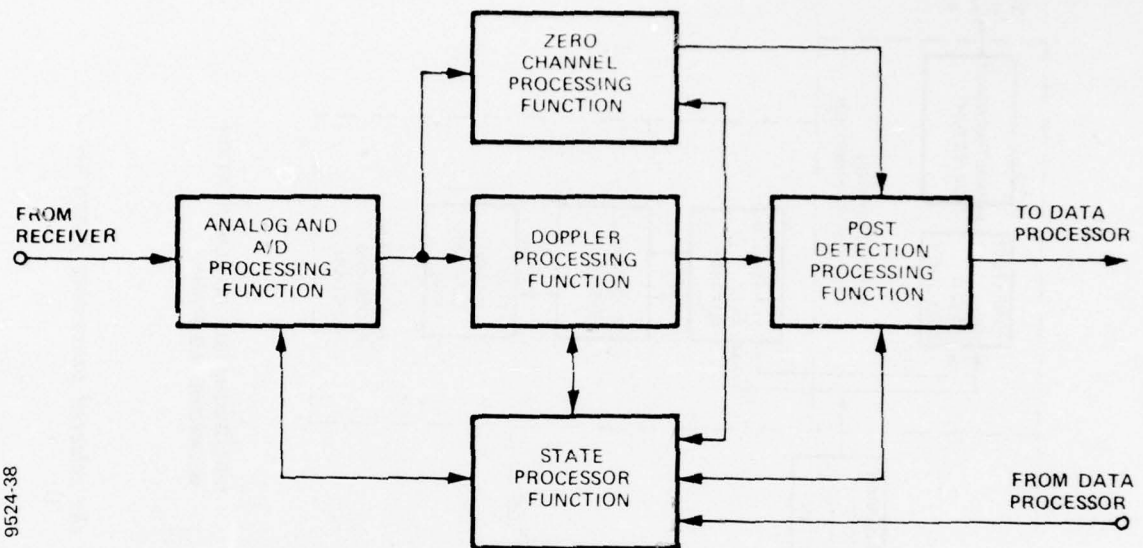 ZERO
CHANNEL
PROCESSING
FUNCTION
FROM
RECEIVER
ANALOG AND
A/D
PROCESSING
FUNCTION
DOPPLER
PROCESSING
FUNCTION
POST
DETECTION
PROCESSING
FUNCTION
TO DATA
PROCESSOR
STATE
PROCESSOR
FUNCTION
FROM DATA
PROCESSOR
9524-38